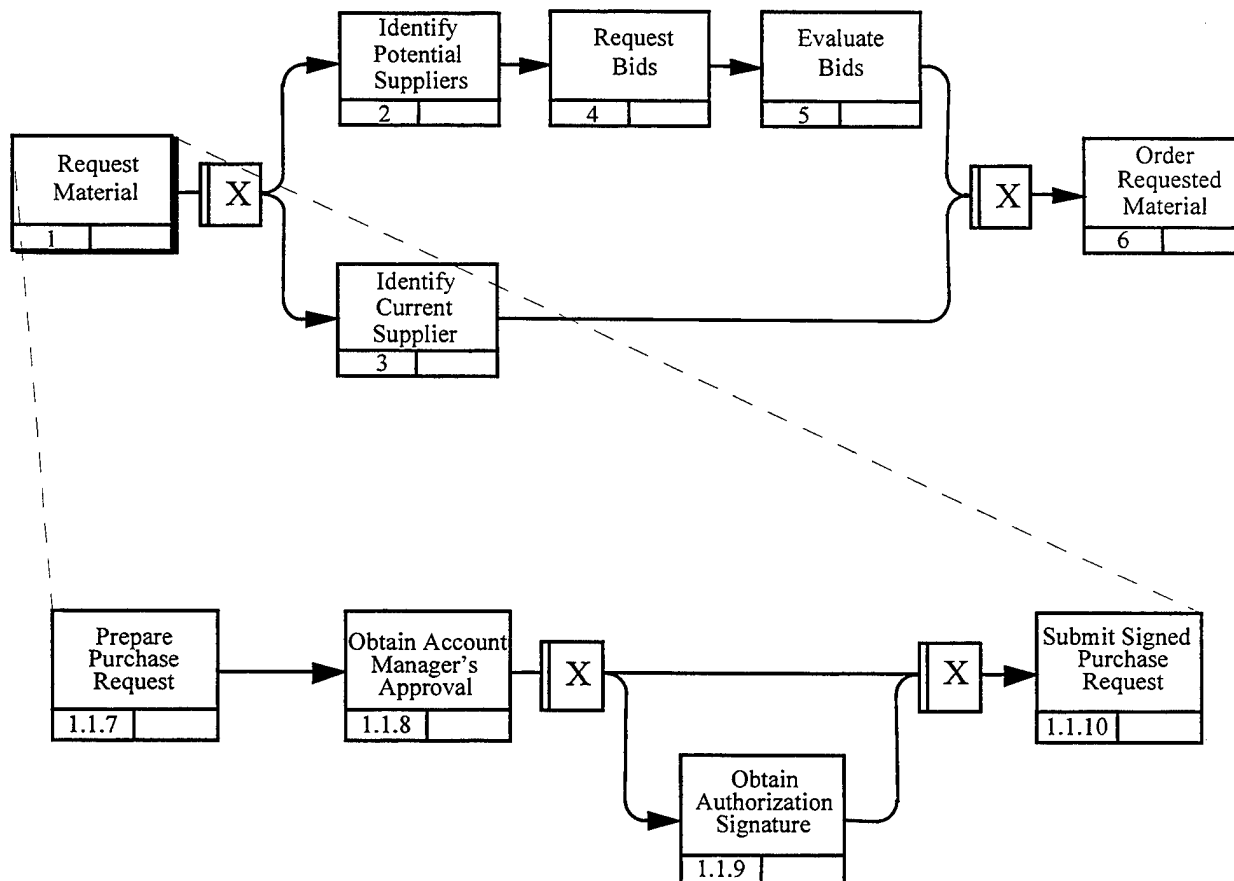 Identify
Potential
Suppliers
2
Request
Bids
4
Evaluate
Bids
5
Request
Material
1
X
X
Order
Requested
Material
6
Identify
Current
Supplier
3
Prepare
Purchase
Request
1.1.7
Obtain Account
Manager's
Approval
1.1.8
X
X
Submit Signed
Purchase
Request
1.1.10
Obtain
Authorization
Signature
1.1.9